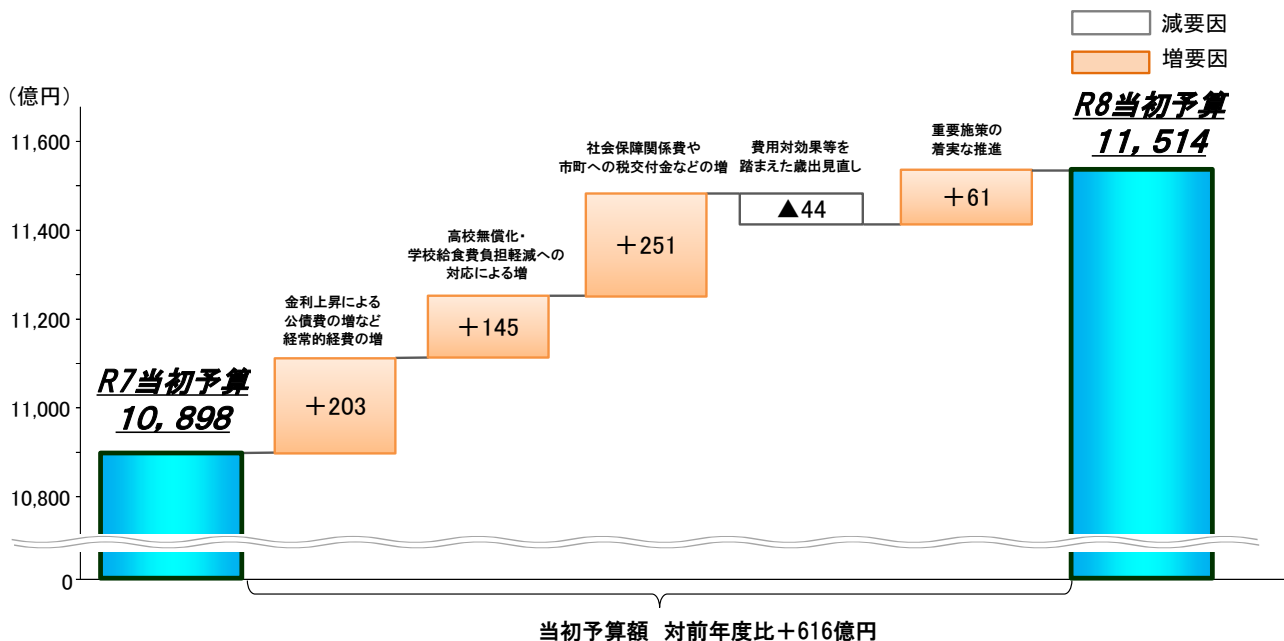 減要因
増要因
(億円)
11,600
11,400
11,200
11,000
10,800
0
R7当初予算
10,898
金利上昇による
公債費の増など
経常的経費の増
+203
高校無償化・
学校給食費負担軽減への
対応による増
+145
社会保障関係費や
市町への税交付金などの増
+251
費用対効果等を
踏まえた歳出見直し
▲44
重要施策の
着実な推進
+61
R8当初予算
11,514
当初予算額 対前年度比+616億円